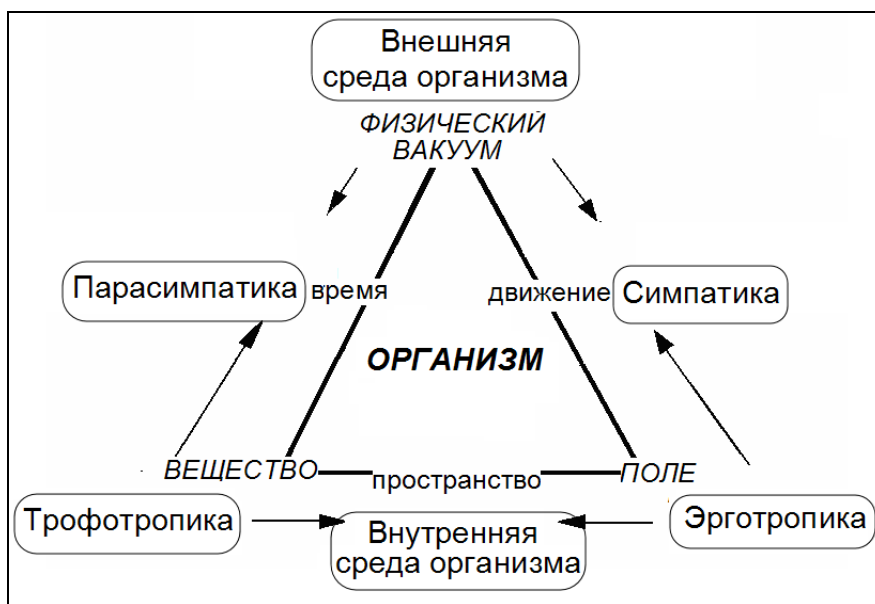 Внешняя
среда организма
ФИЗИЧЕСКИЙ
ВАКУУМ
Парасимпатика время движение Симпатика
ОРГАНИЗМ
ВЕЩЕСТВО пространство ПОЛЕ
Трофотропика Внутренняя
среда организма Эрготропика